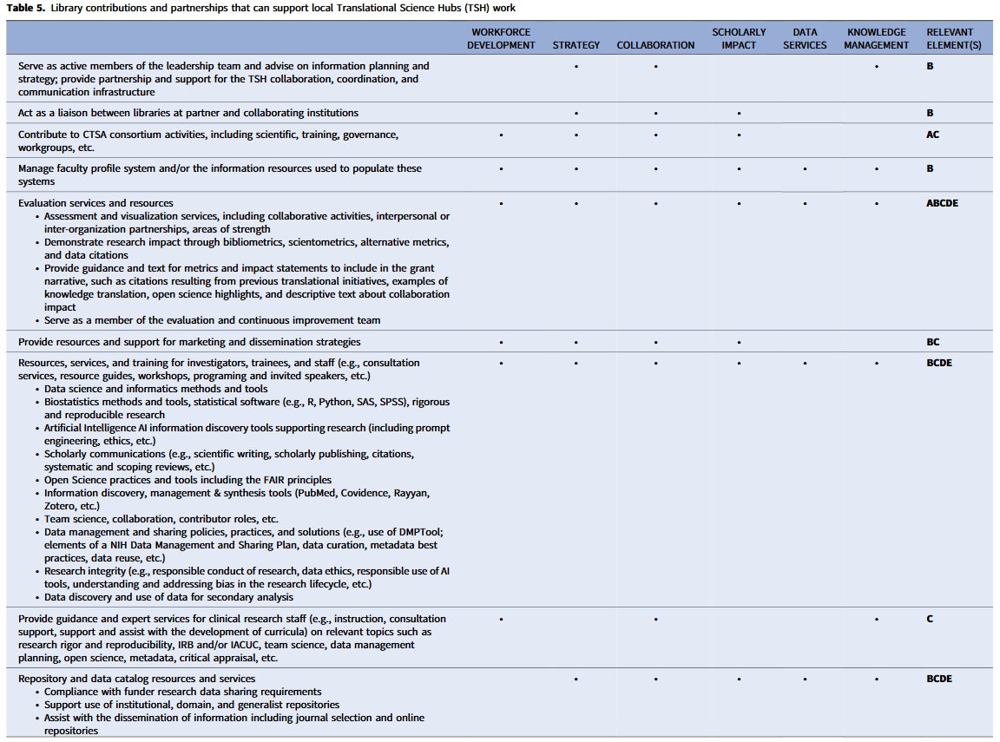 Table 5. Library contributions and partnerships that can support local Translational Science Hubs (TSH) work
WORKFORCE DEVELOPMENT STRATEGY COLLABORATION SCHOLARLY IMPACT DATA SERVICES KNOWLEDGE MANAGEMENT RELEVANT ELEMENT(S)
Serve as active members of the leadership team and advise on information planning and • • • B
strategy; provide partnership and support for the TSH collaboration, coordination, and
communication infrastructure
Act as a liaison between libraries at partner and collaborating institutions • • • B
Contribute to CTSA consortium activities, including scientific, training, governance, • • • • AC
workgroups, etc.
Manage faculty profile system and/or the information resources used to populate these • • • • • • B
systems
Evaluation services and resources • • • • • • ABCDE
• Assessment and visualization services, including collaborative activities, interpersonal or
inter-organization partnerships, areas of strength
• Demonstrate research impact through bibliometrics, scientometrics, alternative metrics,
and data citations
• Provide guidance and text for metrics and impact statements to include in the grant
narrative, such as citations resulting from previous translational initiatives, examples of
knowledge translation, open science highlights, and descriptive text about collaboration
impact
• Serve as a member of the evaluation and continuous improvement team
Provide resources and support for marketing and dissemination strategies • • • • BC
Resources, services, and training for investigators, trainees, and staff (e.g., consultation • • • • • • BCDE
services, resource guides, workshops, programing and invited speakers, etc.)
• Data science and informatics methods and tools
• Biostatistics methods and tools, statistical software (e.g., R, Python, SAS, SPSS), rigorous
and reproducible research
• Artificial Intelligence AI information discovery tools supporting research (including prompt
engineering, ethics, etc.)
• Scholarly communications (e.g., scientific writing, scholarly publishing, citations,
systematic and scoping reviews, etc.)
• Open Science practices and tools including the FAIR principles
• Information discovery, management & synthesis tools (PubMed, Covidence, Rayyan,
Zotero, etc.)
• Team science, collaboration, contributor roles, etc.
• Data management and sharing policies, practices, and solutions (e.g., use of DMPTool;
elements of a NIH Data Management and Sharing Plan, data curation, metadata best
practices, data reuse, etc.)
• Research integrity (e.g., responsible conduct of research, data ethics, responsible use of AI
tools, understanding and addressing bias in the research lifecycle, etc.)
• Data discovery and use of data for secondary analysis
Provide guidance and expert services for clinical research staff (e.g., instruction, consultation • • • C
support, support and assist with the development of curricula) on relevant topics such as
research rigor and reproducibility, IRB and/or IACUC, team science, data management
planning, open science, metadata, critical appraisal, etc.
Repository and data catalog resources and services • • • • • BCDE
• Compliance with funder research data sharing requirements
• Support use of institutional, domain, and generalist repositories
• Assist with the dissemination of information including journal selection and online
repositories